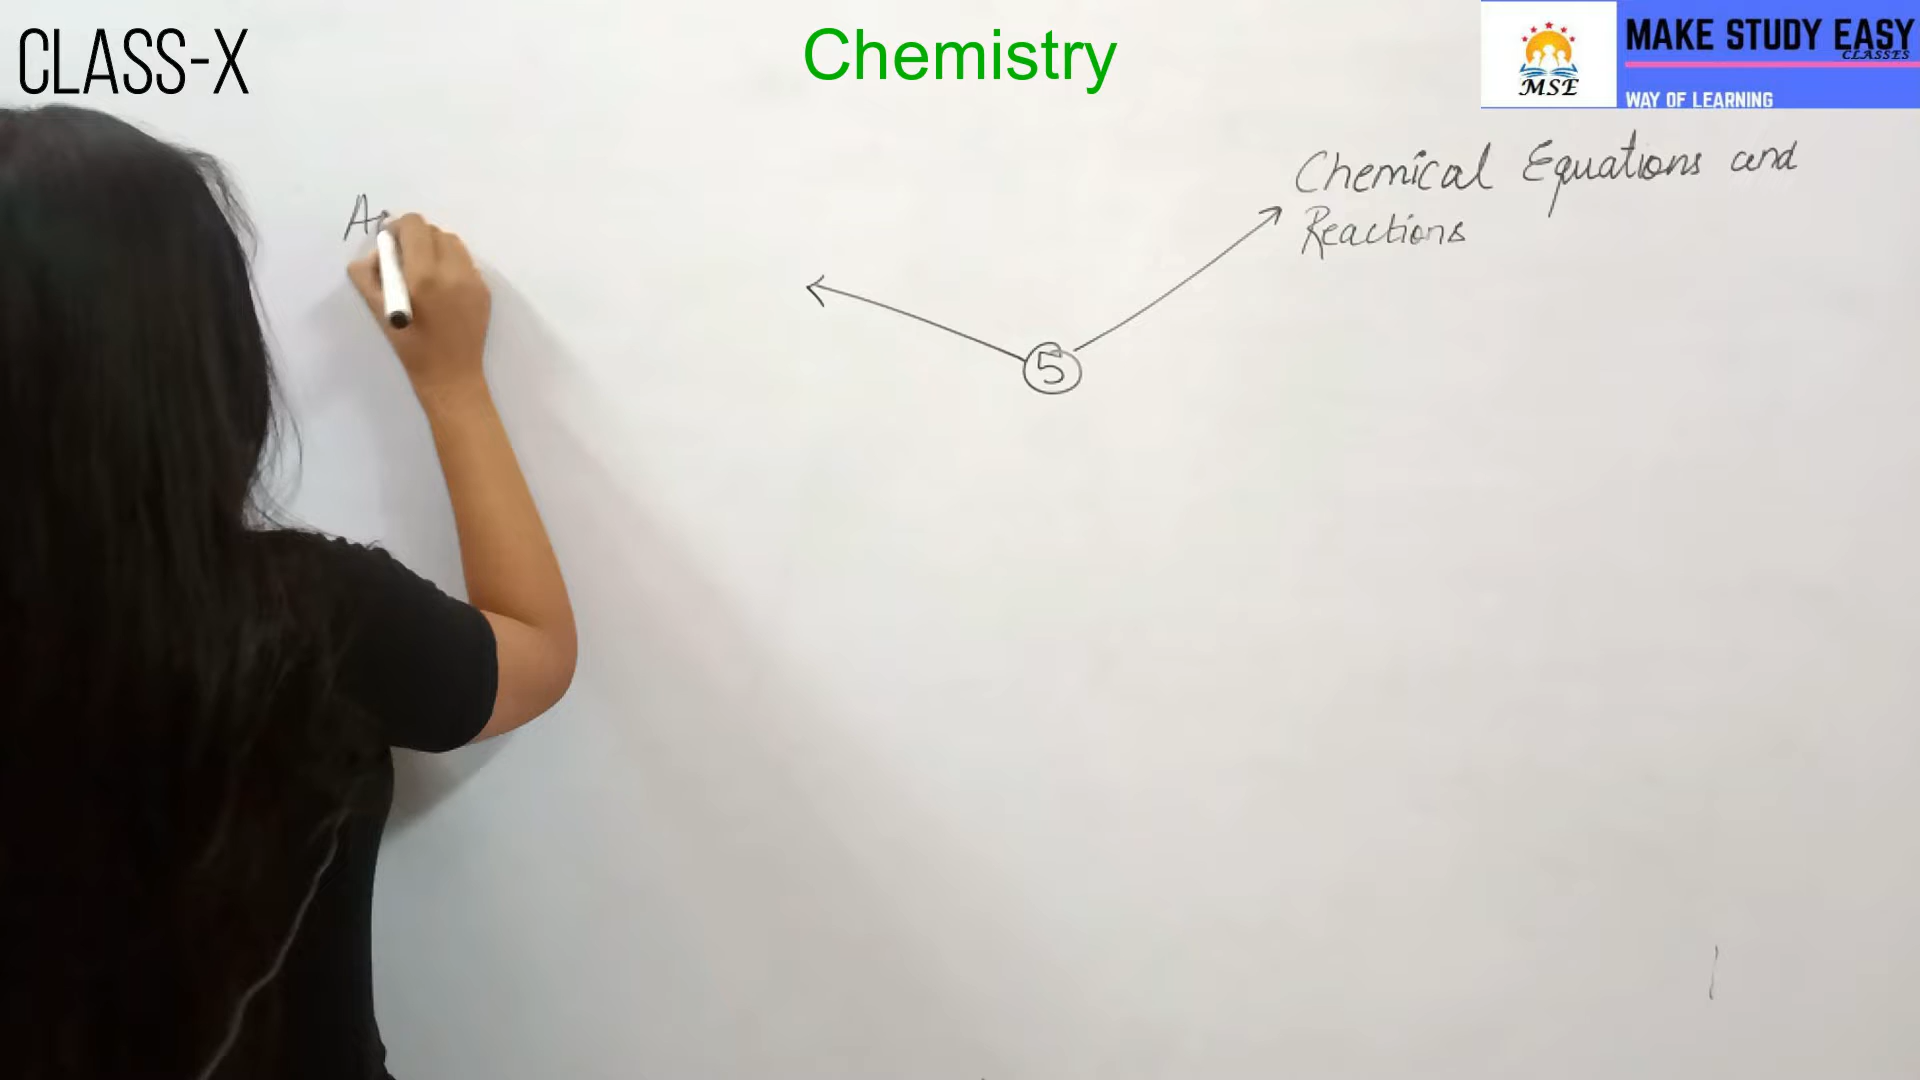 CLASS-X
Chemistry
MAKE STUDY EASY
CLASSES
MSE
WAY OF LEARNING
Chemical Equations and
Reactions
5